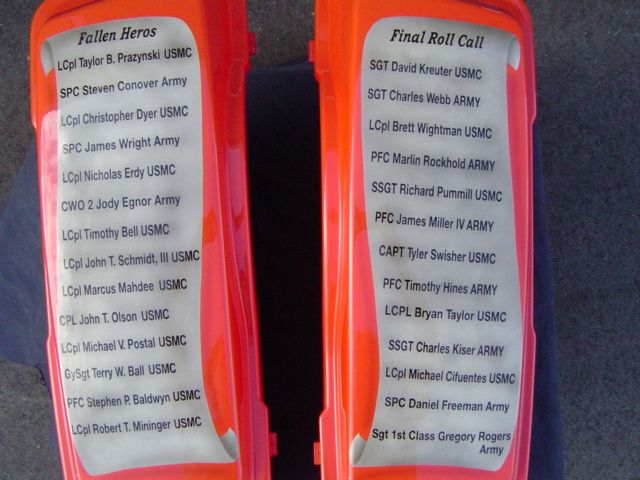 Fallen Heros
LCpl Taylor B. Prazynski USMC
SPC Steven Conover Army
LCpl Christopher Dyer USMC
SPC James Wright Army
LCpl Nicholas Erdy USMC
CWO 2 Jody Egnor Army
LCpl Timothy Bell USMC
LCpl John T. Schmidt, III USMC
LCpl Marcus Mahdee USMC
CPL John T. Olson USMC
LCpl Michael V. Postal USMC
GySgt Terry W. Ball USMC
PFC Stephen P. Baldwyn USMC
LCpl Robert T. Mininger USMC
Final Roll Call
SGT David Kreuter USMC
SGT Charles Webb ARMY
LCpl Brett Wightman USMC
PFC Marlin Rockhold ARMY
SSGT Richard Pummill USMC
PFC James Miller IV ARMY
CAPT Tyler Swisher USMC
PFC Timothy Hines ARMY
LCPL Bryan Taylor USMC
SSGT Charles Kiser ARMY
LCpl Michael Cifuentes USMC
SPC Daniel Freeman Army
Sgt 1st Class Gregory Rogers
Army